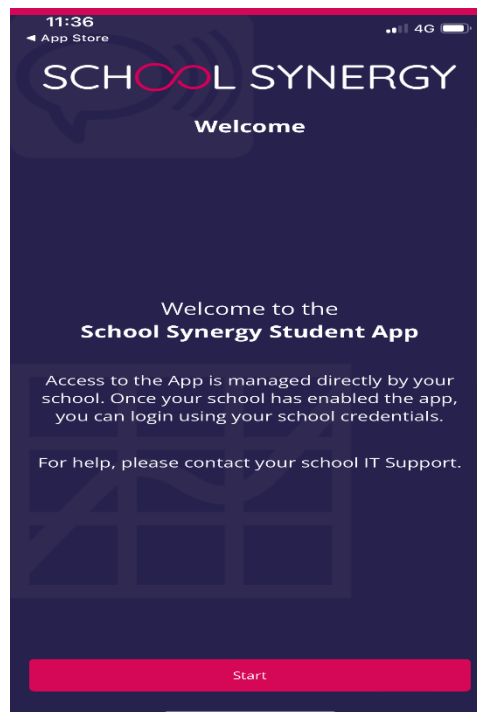 11:36
4G
◄ App Store
SCHOOL SYNERGY
Welcome
Welcome to the
School Synergy Student App
Access to the App is managed directly by your
school. Once your school has enabled the app,
you can login using your school credentials.
For help, please contact your school IT Support.
Start